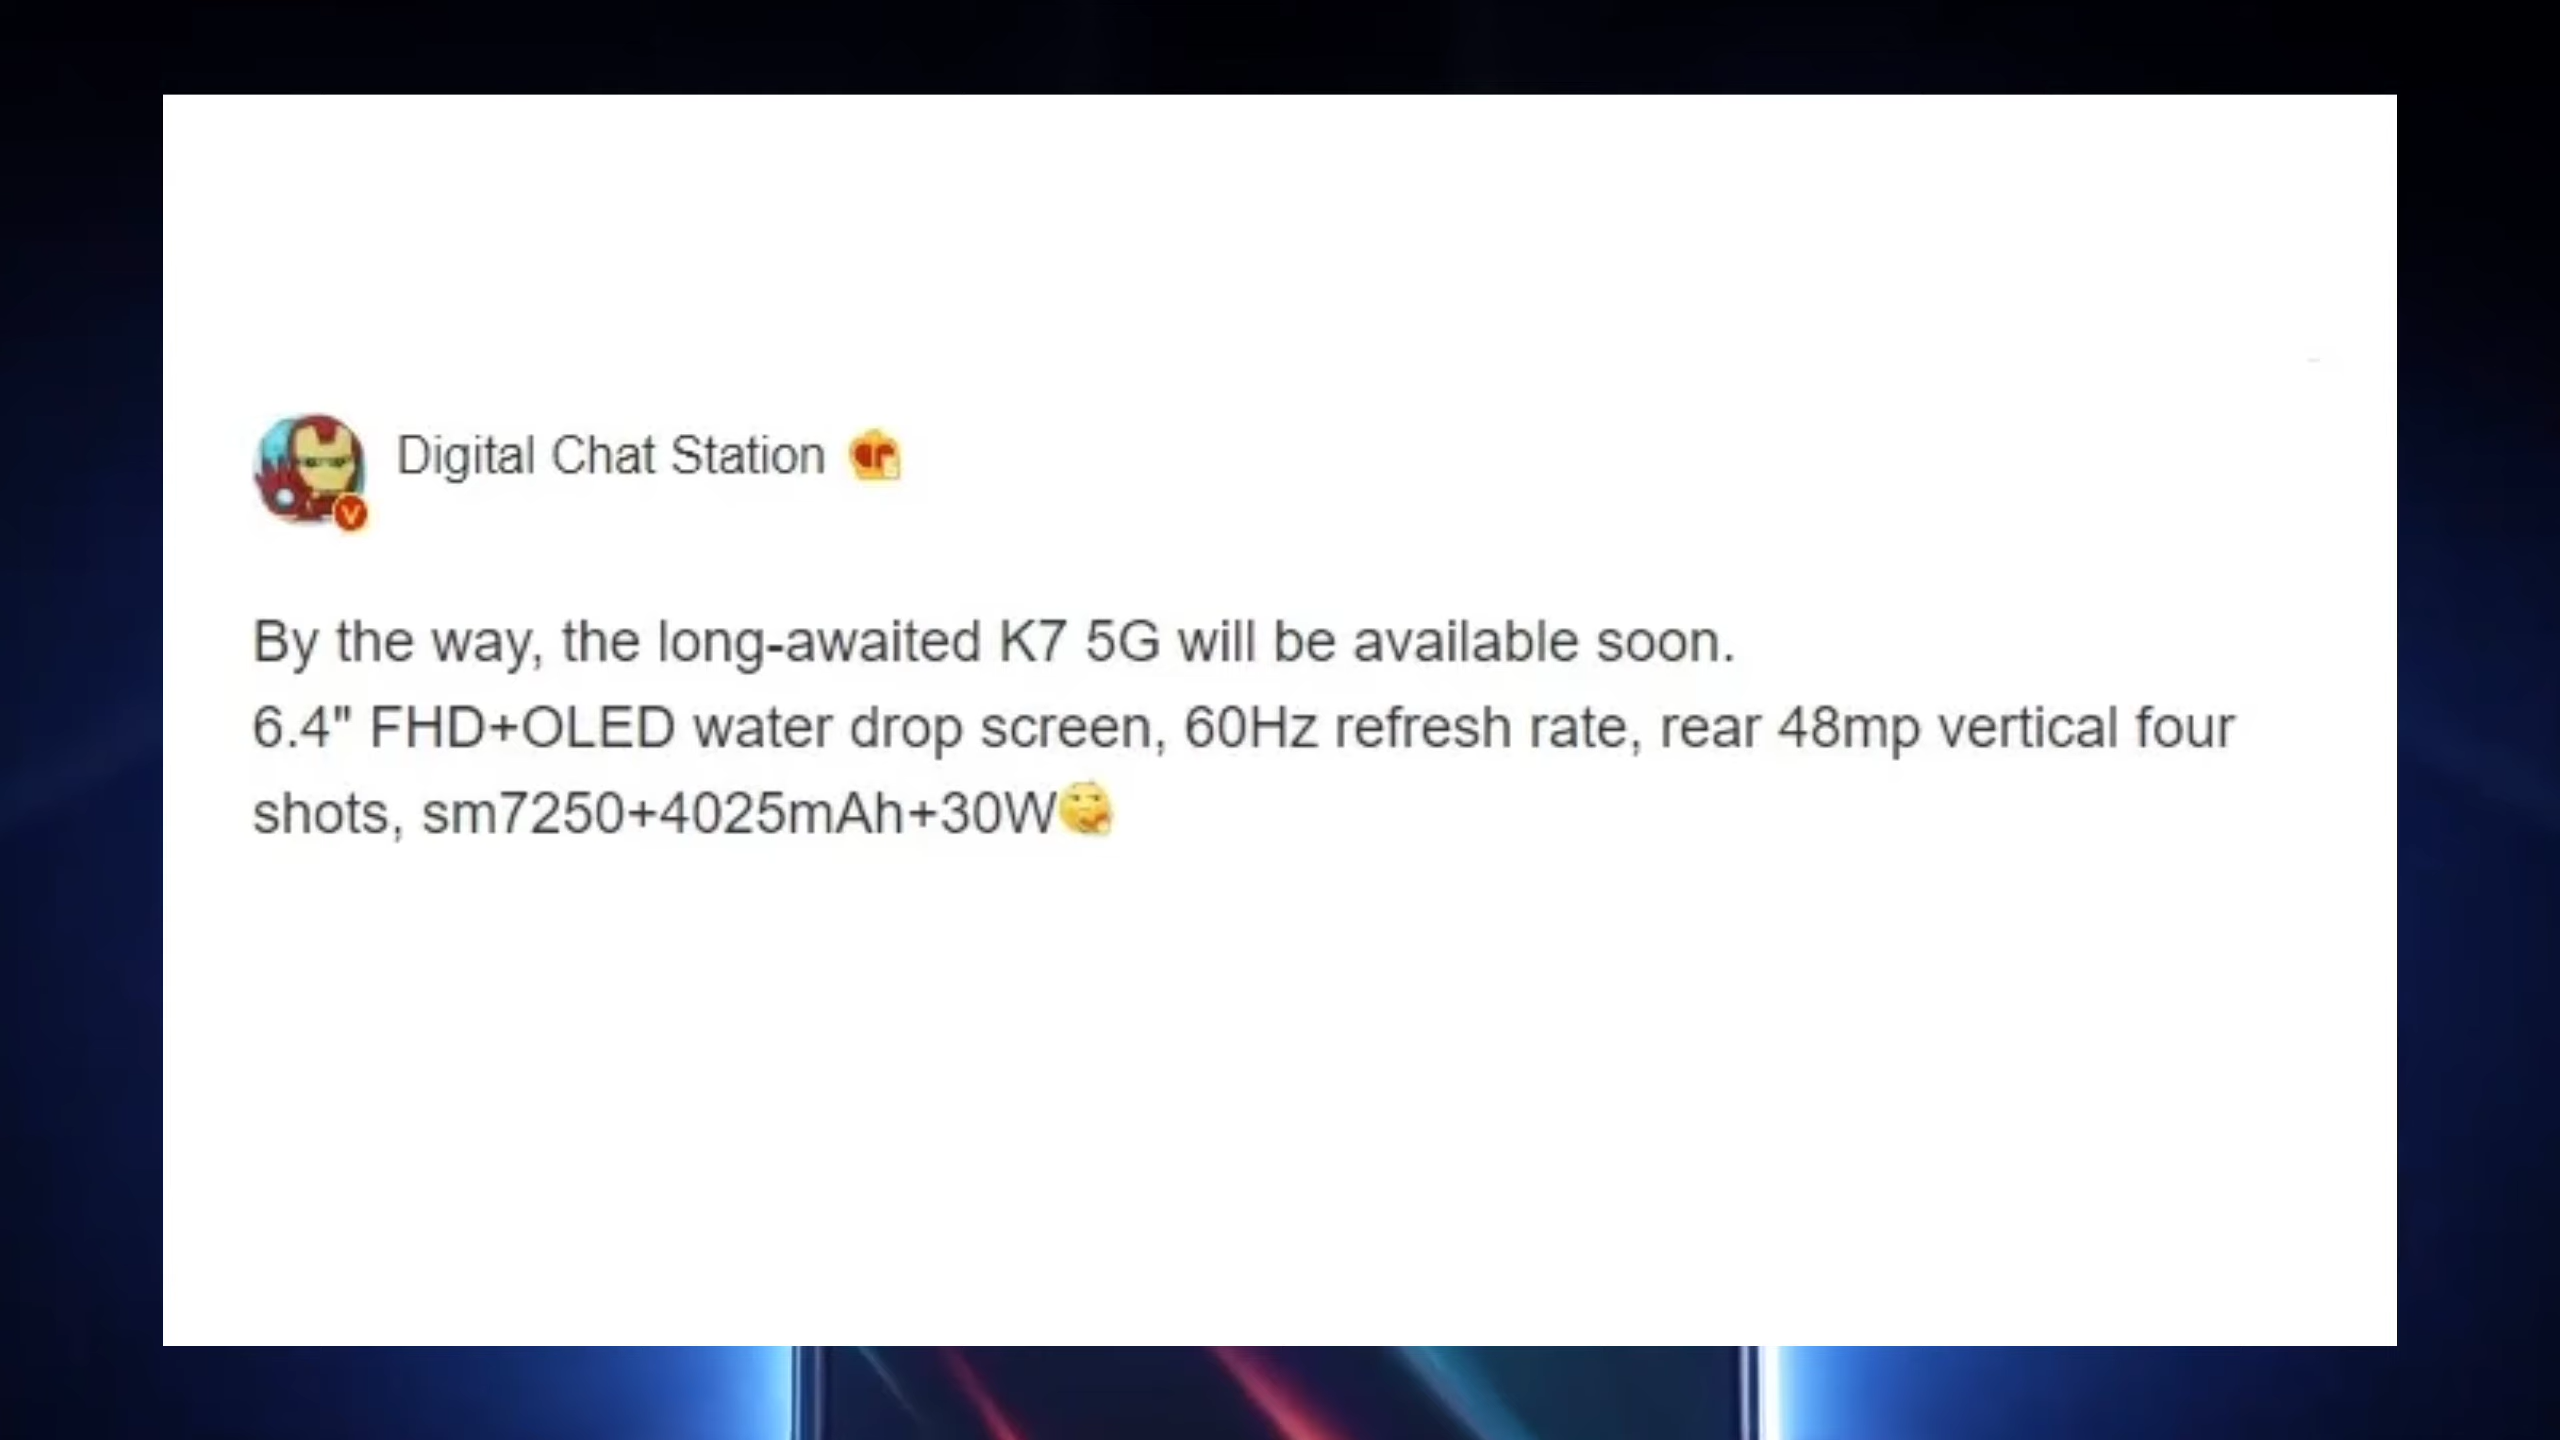 Digital Chat Station
By the way, the long-awaited K7 5G will be available soon.
6.4" FHD+OLED water drop screen, 60Hz refresh rate, rear 48mp vertical four
shots, sm7250+4025mAh+30W